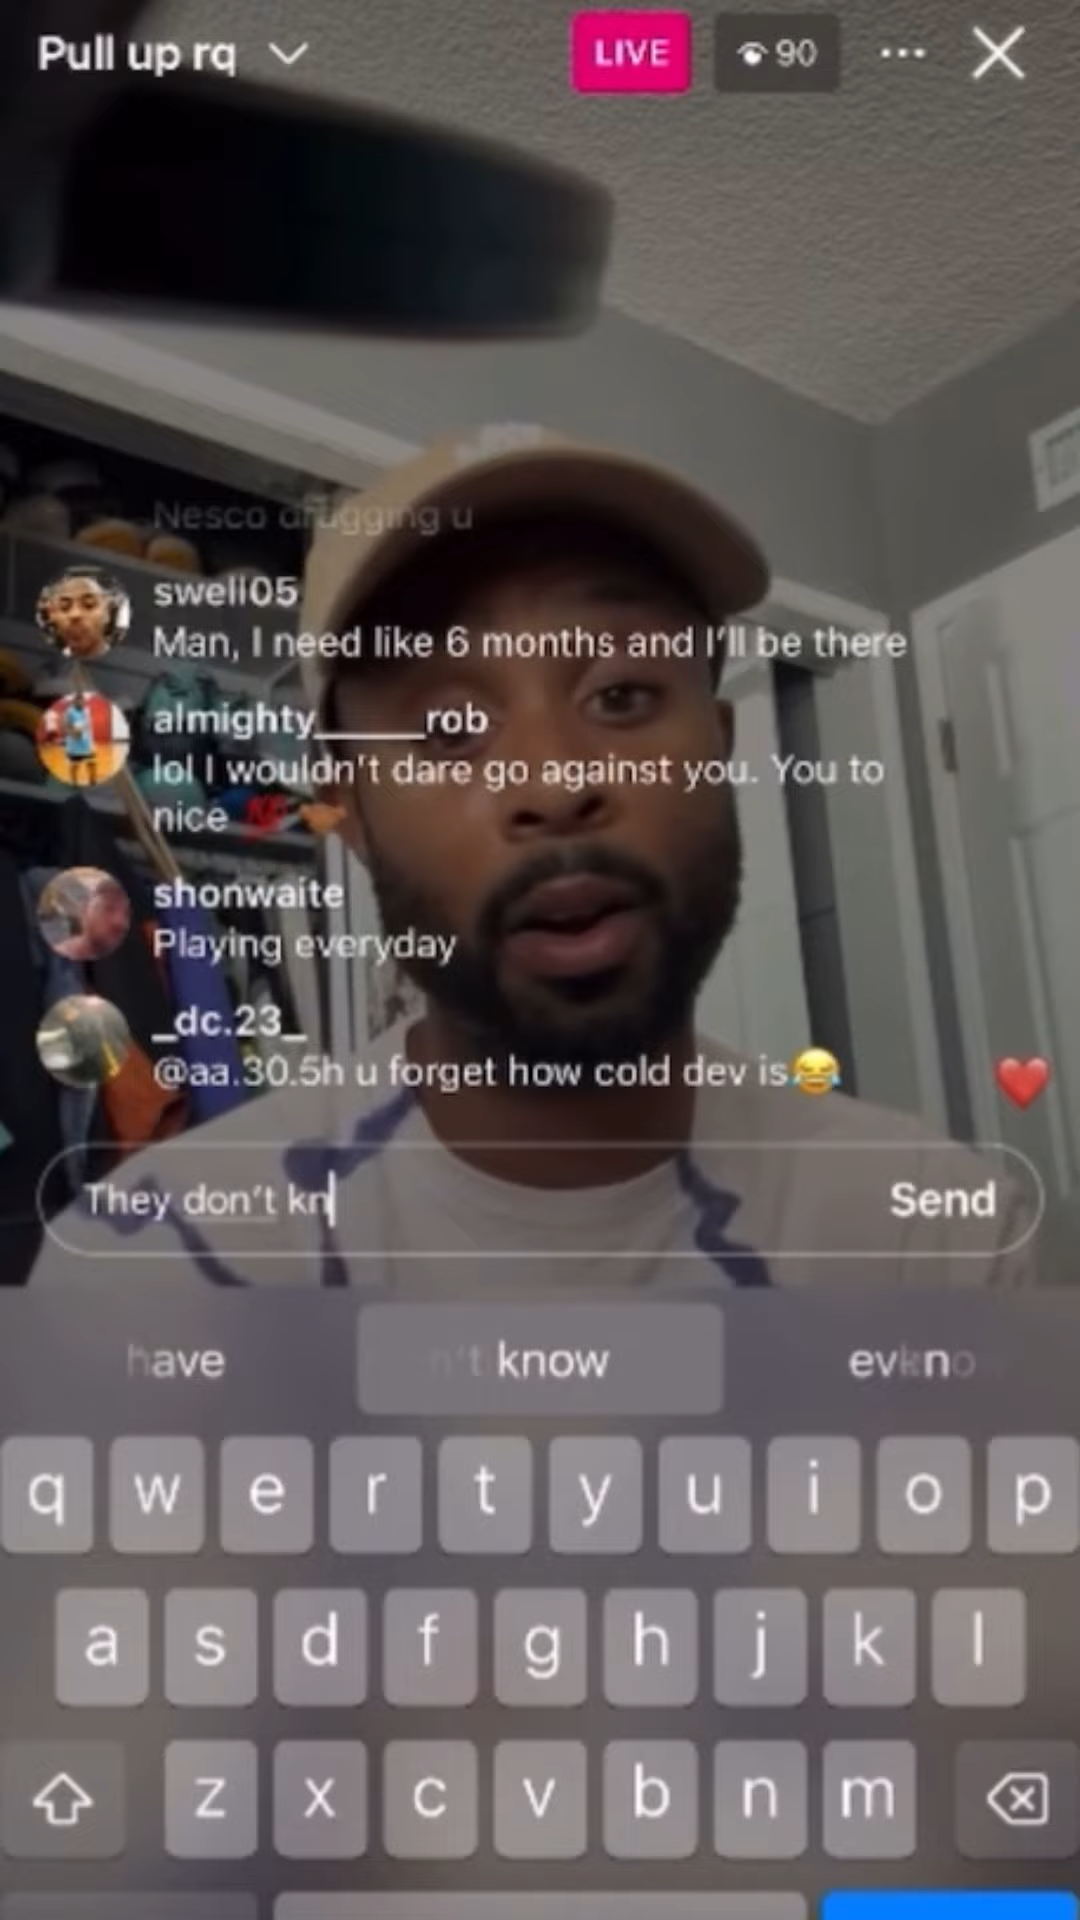 Pull up rq
LIVE
90
Nesco dragging u
swell05
Man, I need like 6 months and I'll be there
almighty_____rob
lol I wouldn't dare go against you. You to
nice 💯
shonwaite
Playing everyday
_dc.23_
@aa.30.5h u forget how cold dev is😂
They don't kn
Send
have
know
q w e r t y u i o p
a s d f g h j k l
z x c v b n m